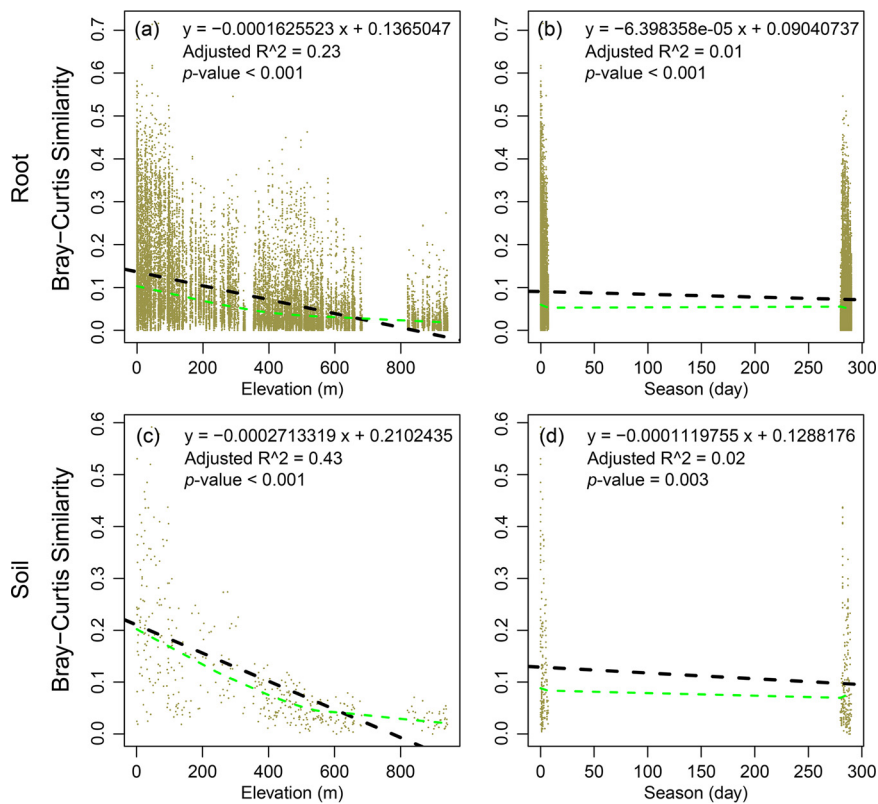 (a) y = −0.0001625523 x + 0.1365047
Adjusted R^2 = 0.23
p-value < 0.001
Root
Bray−Curtis Similarity
0.7
0.6
0.5
0.4
0.3
0.2
0.1
0.0
0 200 400 600 800
Elevation (m)
(b) y = −6.398358e-05 x + 0.09040737
Adjusted R^2 = 0.01
p-value < 0.001
Bray−Curtis Similarity
0.7
0.6
0.5
0.4
0.3
0.2
0.1
0.0
0 50 100 150 200 250 300
Season (day)
(c) y = −0.0002713319 x + 0.2102435
Adjusted R^2 = 0.43
p-value < 0.001
Soil
Bray−Curtis Similarity
0.6
0.5
0.4
0.3
0.2
0.1
0.0
0 200 400 600 800
Elevation (m)
(d) y = −0.0001119755 x + 0.1288176
Adjusted R^2 = 0.02
p-value = 0.003
Bray−Curtis Similarity
0.6
0.5
0.4
0.3
0.2
0.1
0.0
0 50 100 150 200 250 300
Season (day)